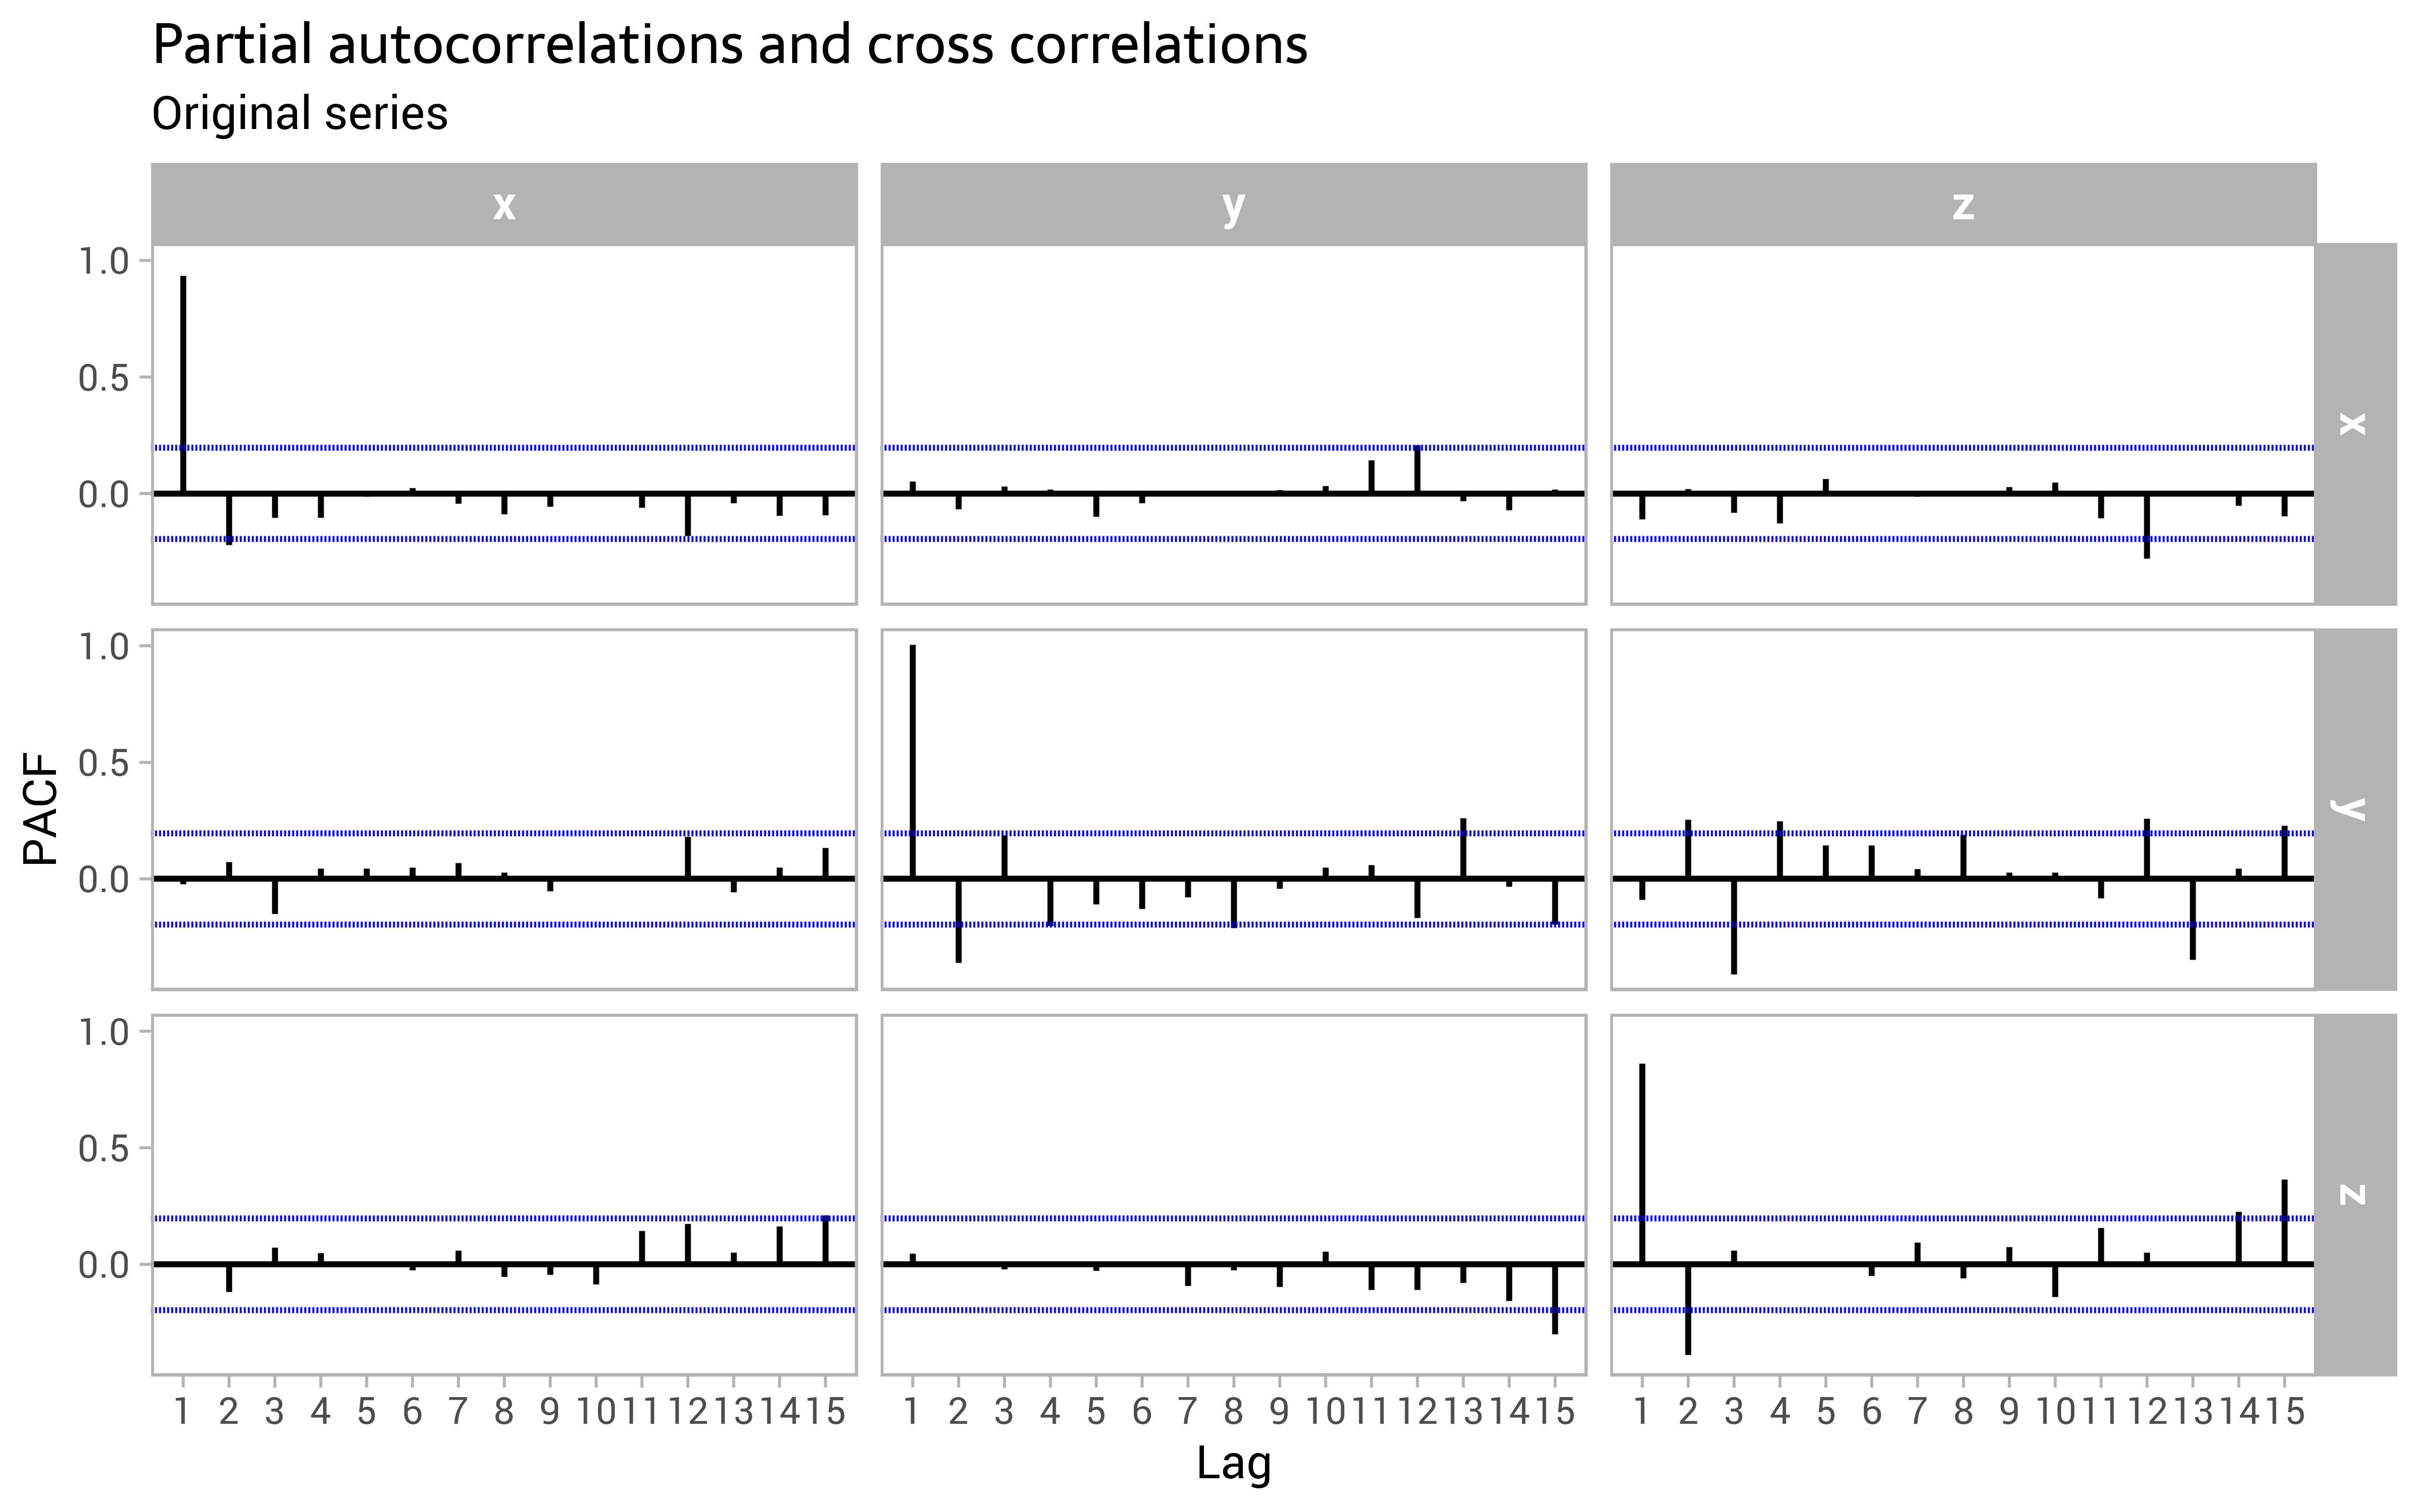 Partial autocorrelations and cross correlations
Original series
x y z
1.0
0.5
0.0
x
PACF
1.0
0.5
0.0
y
1.0
0.5
0.0
z
1 2 3 4 5 6 7 8 9 10 11 12 13 14 15 1 2 3 4 5 6 7 8 9 10 11 12 13 14 15 1 2 3 4 5 6 7 8 9 10 11 12 13 14 15
Lag